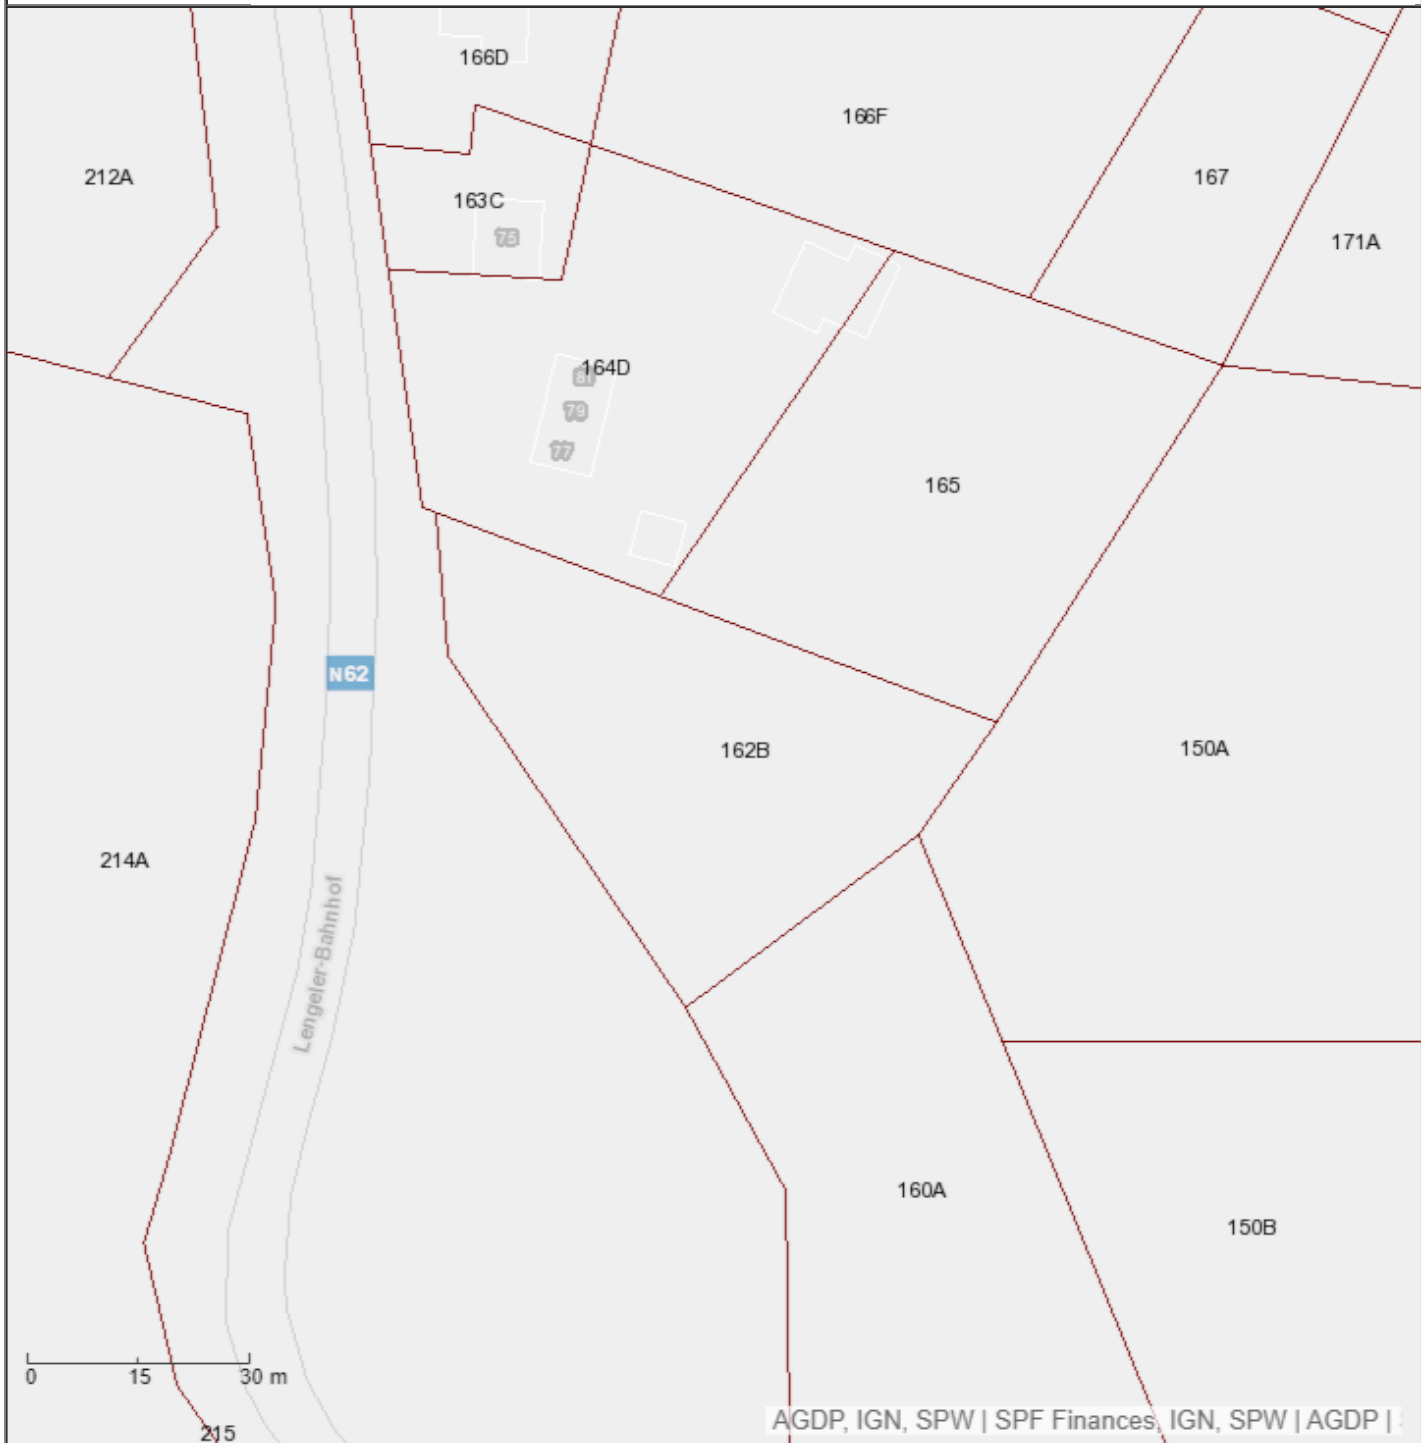 166D
166F
212A
163C
167
75
171A
164D
81
79
77
165
N62
162B
150A
214A
Lengeler-Bahnhof
160A
150B
0 15 30 m
AGDP, IGN, SPW | SPF Finances, IGN, SPW | AGDP |
215